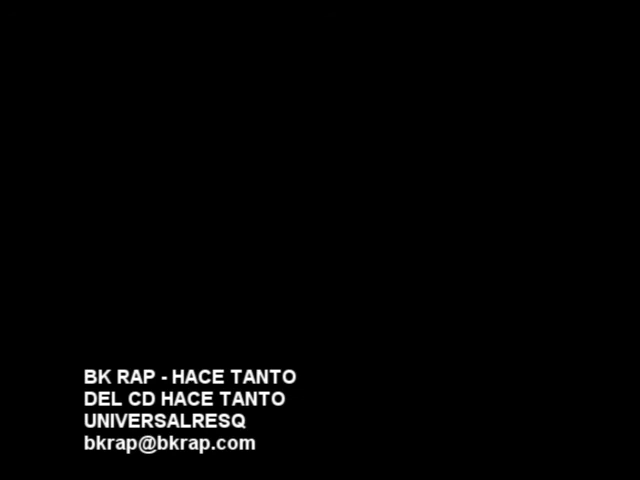 BK RAP - HACE TANTO
DEL CD HACE TANTO
UNIVERSALRESQ
bkrap@bkrap.com